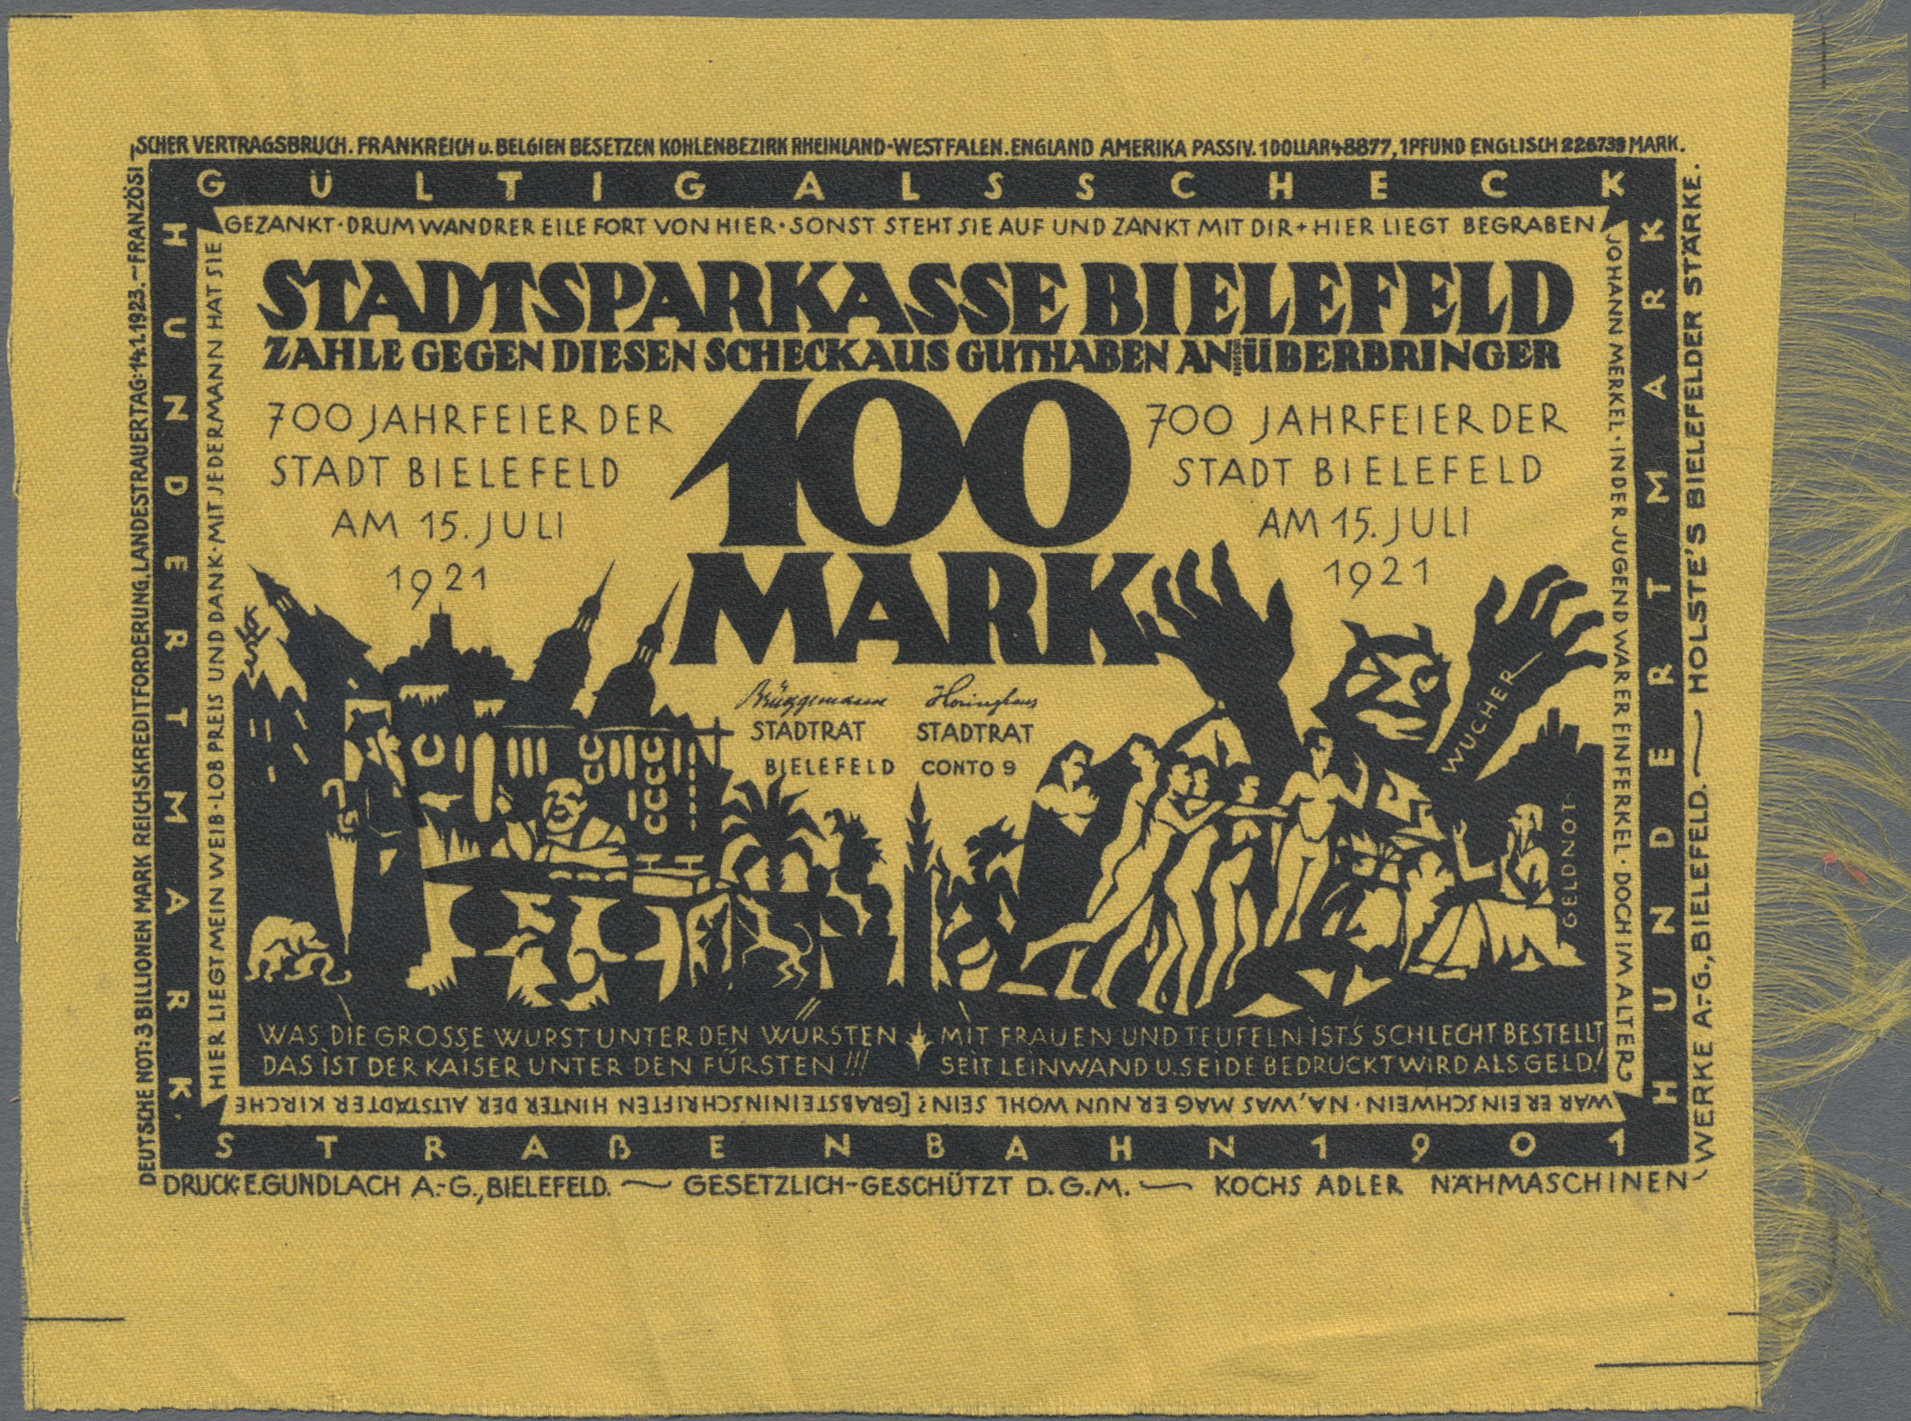 DEUTSCHE NOT: 3 BILLIONEN MARK REICHSKREDITFORDERUNG, LANDESTRAUERTAG: 14.1.1923. – FRANZÖSI-
SCHER VERTRAGSBRUCH. FRANKREICH u. BELGIEN BESETZEN KOHLENBEZIRK RHEINLAND-WESTFALEN. ENGLAND AMERIKA PASSIV. 1 DOLLAR 48877, 1 PFUND ENGLISCH 226739 MARK.
GÜLTIG ALS SCHECK
HUNDERT MARK
HUNDERT MARK.
STRAßENBAHN 1901
HIER LIEGT MEIN WEIB · LOB PREIS UND DANK · MIT JEDERMANN HAT SIE
GEZANKT · DRUM WANDRER EILE FORT VON HIER · SONST STEHT SIE AUF UND ZANKT MIT DIR + HIER LIEGT BEGRABEN
JOHANN MERKEL · IN DER JUGEND WAR ER EIN FERKEL · DOCH IM ALTER
WAR ER EIN SCHWEIN · NA, WAS MAG ER NUN WOHL SEIN? [GRABSTEININSCHRIFTEN HINTER DER ALTSTÄDTER KIRCHE
STADTSPARKASSE BIELEFELD
ZAHLE GEGEN DIESEN SCHECK AUS GUTHABEN AN ÜBERBRINGER
100
MARK
700 JAHRFEIER DER
STADT BIELEFELD
AM 15. JULI
1921
700 JAHRFEIER DER
STADT BIELEFELD
AM 15. JULI
1921
Brüggemann Höninghaus
STADTRAT STADTRAT
BIELEFELD CONTO 9
WUCHER
GELDNOT
WAS DIE GROSSE WURST UNTER DEN WÜRSTEN
DAS IST DER KAISER UNTER DEN FÜRSTEN !!!
MIT FRAUEN UND TEUFELN IST'S SCHLECHT BESTELLT
SEIT LEINWAND U. SEIDE BEDRUCKT WIRD ALS GELD!
DRUCK: E. GUNDLACH A.-G., BIELEFELD. — GESETZLICH-GESCHÜTZT D.G.M. — KOCHS ADLER NÄHMASCHINEN
WERKE A.-G., BIELEFELD. — HOLSTE'S BIELEFELDER STÄRKE.